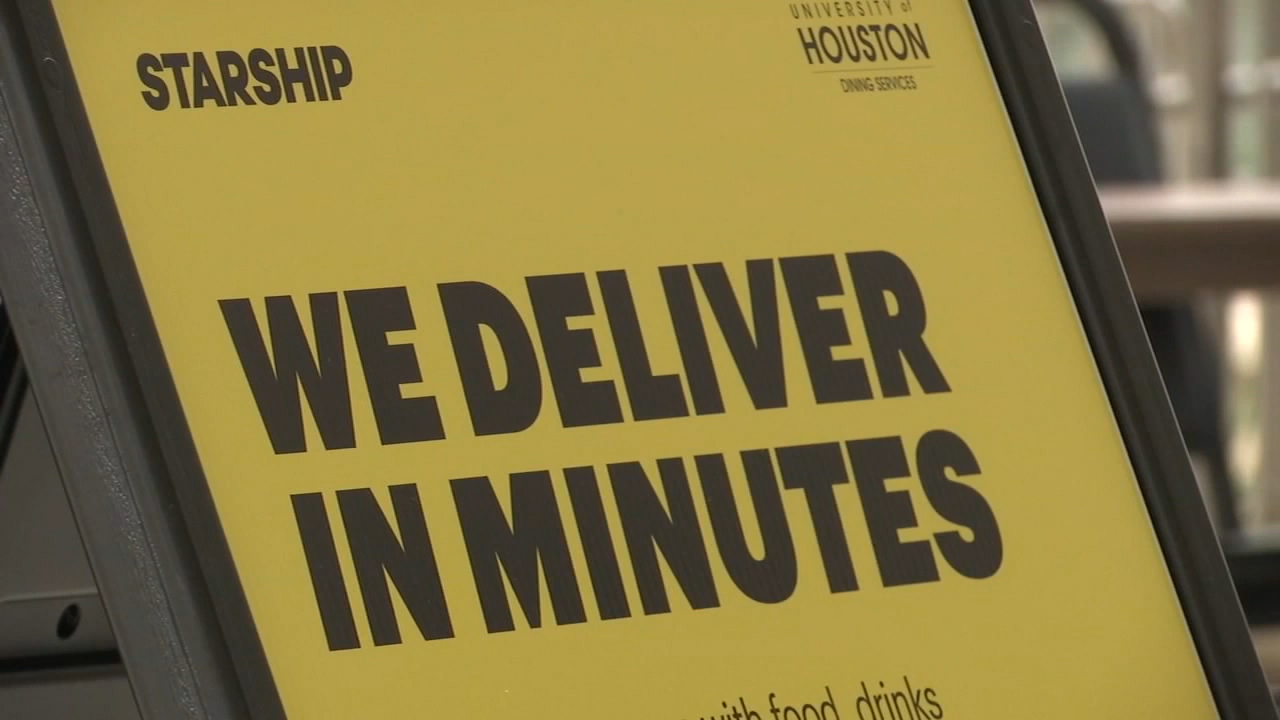 STARSHIP
UNIVERSITY of
HOUSTON
DINING SERVICES
WE DELIVER
IN MINUTES
with food, drinks